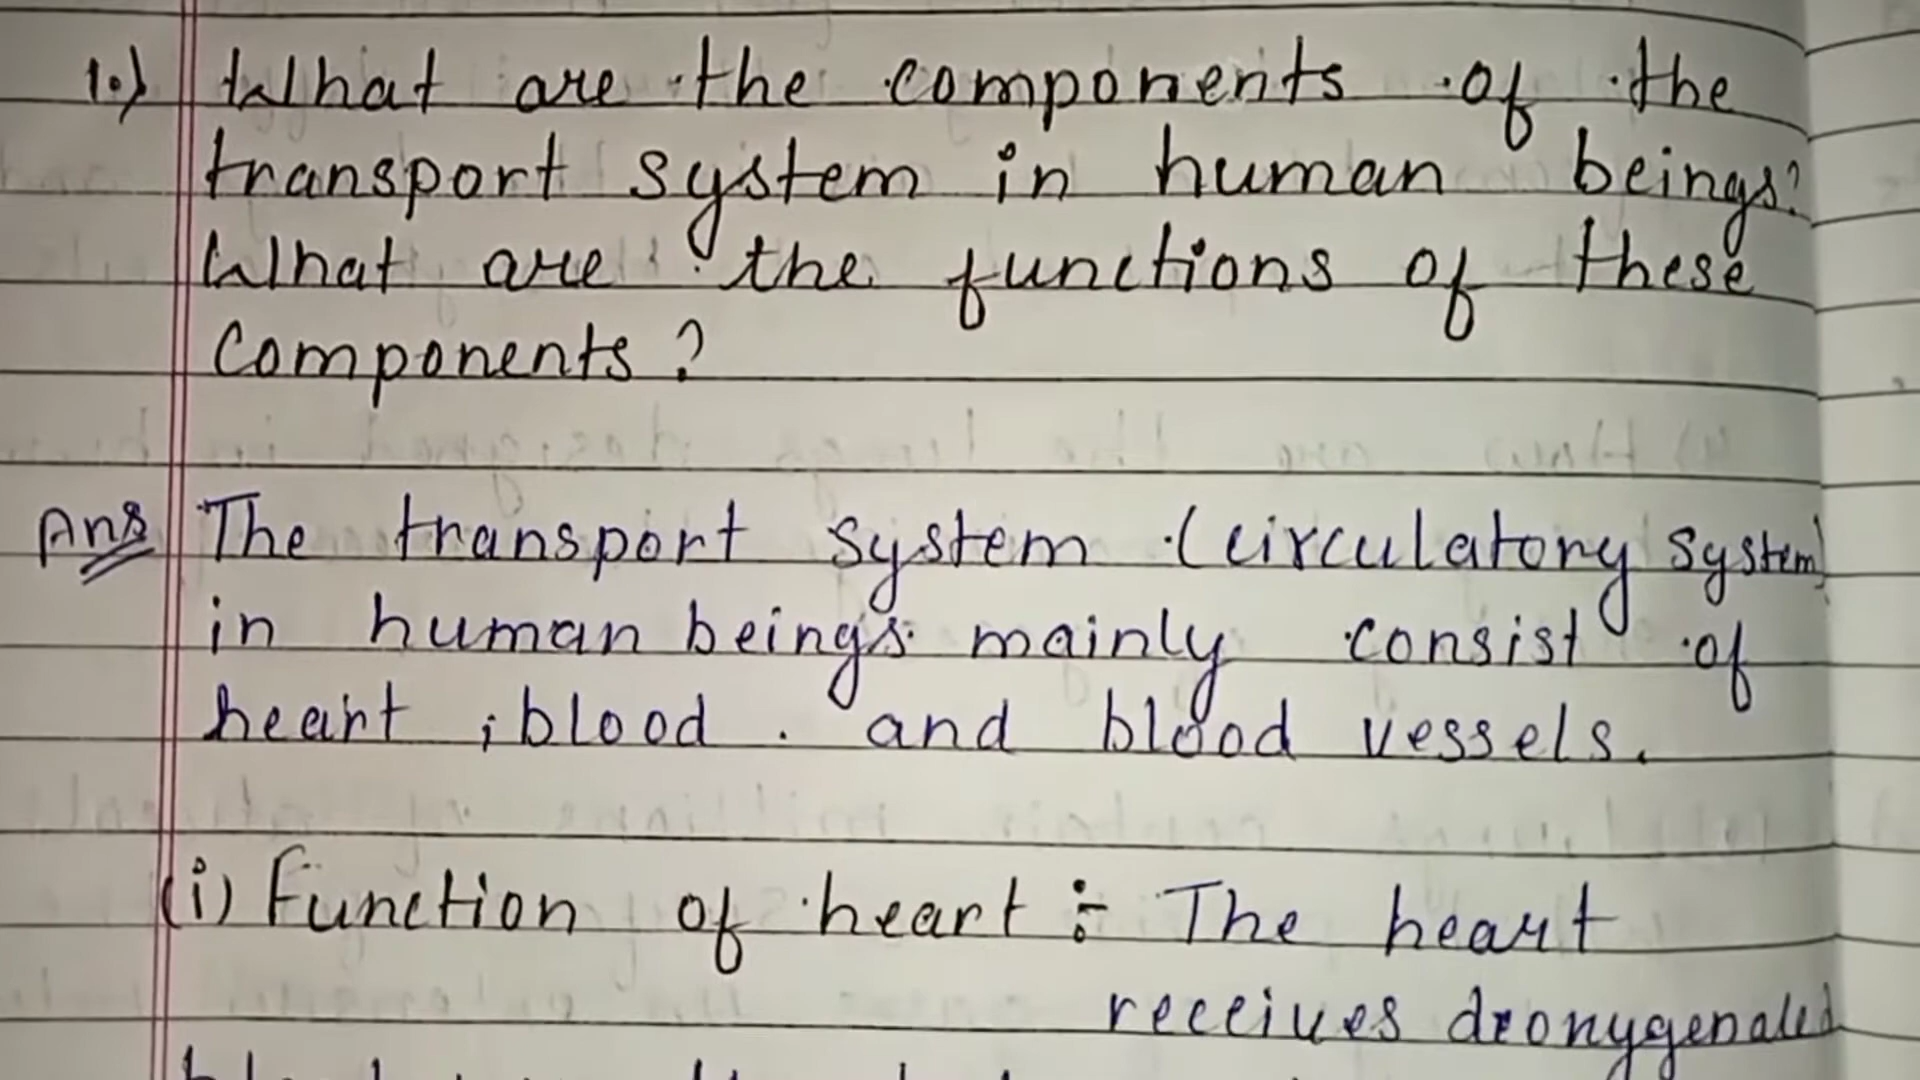 1.) What are the components of the
transport system in human beings?
What are the functions of these
components?
Ans The transport system (circulatory system)
in human beings mainly consist of
heart , blood . and blood vessels.
(i) Function of heart ÷ The heart
receives deoxygenated